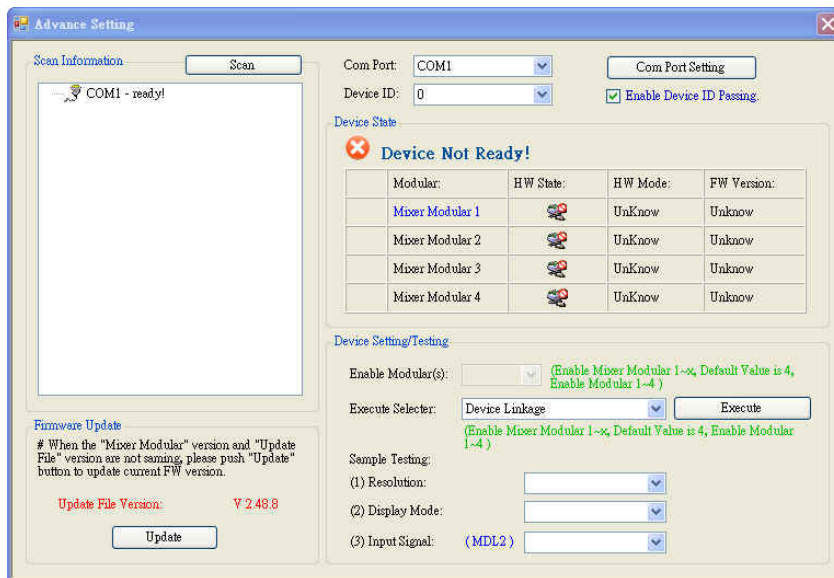 Advance Setting
Scan Information
Scan
COM1 - ready!
Com Port:
COM1
Com Port Setting
Device ID:
0
Enable Device ID Passing.
Device State
Device Not Ready!
Modular:
HW State:
HW Mode:
FW Version:
Mixer Modular 1
UnKnow
Unknow
Mixer Modular 2
UnKnow
Unknow
Mixer Modular 3
UnKnow
Unknow
Mixer Modular 4
UnKnow
Unknow
Device Setting/Testing
Enable Modular(s):
(Enable Mixer Modular 1~x, Default Value is 4,
Enable Modular 1~4 )
Execute Selecter:
Device Linkage
Execute
(Enable Mixer Modular 1~x, Default Value is 4, Enable Modular
1~4 )
Sample Testing:
(1) Resolution:
(2) Display Mode:
(3) Input Signal:
( MDL2 )
Firmware Update
# When the "Mixer Modular" version and "Update
File" version are not saming, please push "Update"
button to update current FW version.
Update File Version:
V 2.48.8
Update